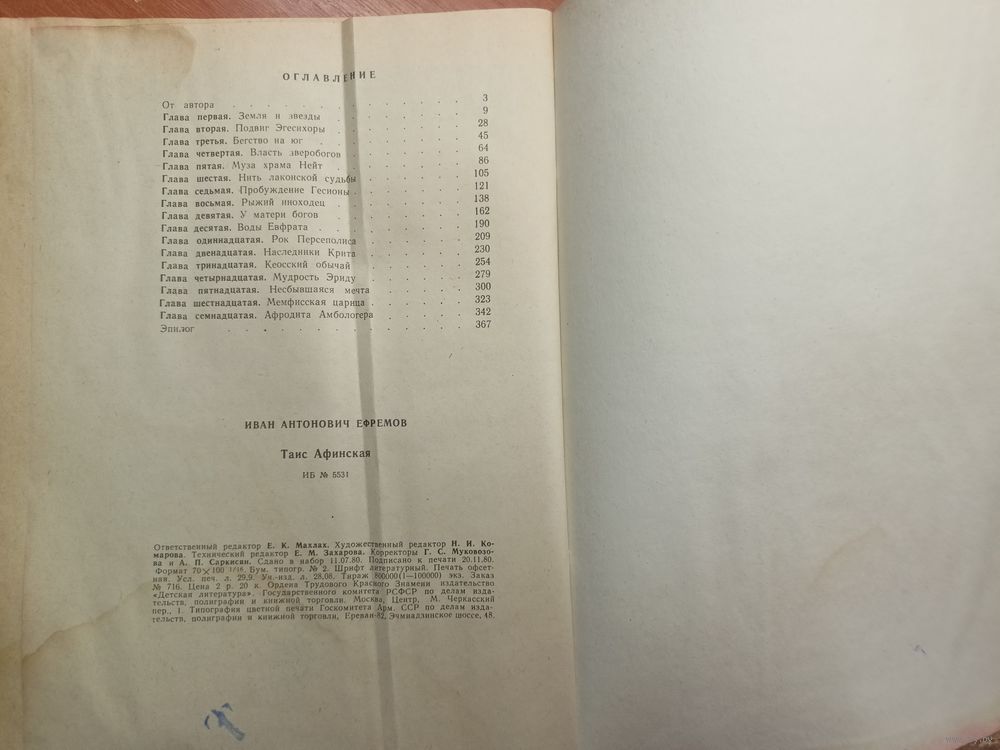 ОГЛАВЛЕНИЕ
От автора . . . . . . . . . . . . . 3
Глава первая. Земля и звезды . . . . . . . 9
Глава вторая. Подвиг Эгесихоры . . . . . . 28
Глава третья. Бегство на юг . . . . . . . 45
Глава четвертая. Власть зверобогов . . . . . . 64
Глава пятая. Муза храма Нейт . . . . . . . 86
Глава шестая. Нить лаконской судьбы . . . . . 105
Глава седьмая. Пробуждение Гесионы . . . . . . 121
Глава восьмая. Рыжий иноходец . . . . . . . 138
Глава девятая. У матери богов . . . . . . . 162
Глава десятая. Воды Евфрата . . . . . . . . 190
Глава одиннадцатая. Рок Персеполиса . . . . . 209
Глава двенадцатая. Наследники Крита . . . . . 230
Глава тринадцатая. Кеосский обычай . . . . . . 254
Глава четырнадцатая. Мудрость Эриду . . . . . 279
Глава пятнадцатая. Несбывшаяся мечта . . . . . 300
Глава шестнадцатая. Мемфисская царица . . . . . 323
Глава семнадцатая. Афродита Амбологера . . . . 342
Эпилог . . . . . . . . . . . . . 367
ИВАН АНТОНОВИЧ ЕФРЕМОВ
Таис Афинская
ИБ № 5531
Ответственный редактор Е. К. Махлах. Художественный редактор Н. И. Ко-
марова. Технический редактор Е. М. Захарова. Корректоры Г. С. Муковозо-
ва и А. П. Саркисян. Сдано в набор 11.07.80. Подписано к печати 20.11.80.
Формат 70×100 1/16. Бум. типогр. № 2. Шрифт литературный. Печать офсет-
ная. Усл. печ. л. 29,9. Уч.-изд. л. 28,08. Тираж 800000(1—100000) экз. Заказ
№ 716. Цена 2 р. 20 к. Ордена Трудового Красного Знамени издательство
«Детская литература». Государственного комитета РСФСР по делам изда-
тельств, полиграфии и книжной торговли. Москва, Центр, М. Черкасский
пер., 1. Типография цветной печати Госкомитета Арм. ССР по делам изда-
тельств, полиграфии и книжной торговли, Ереван-82, Эчмиадзинское шоссе, 48.